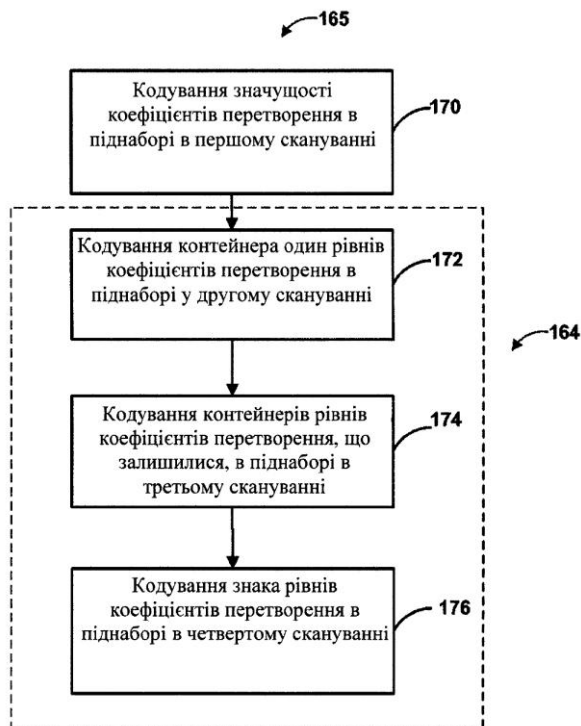 165
Кодування значущості
коефіцієнтів перетворення в
піднаборі в першому скануванні
170
Кодування контейнера один рівнів
коефіцієнтів перетворення в
піднаборі у другому скануванні
172
164
Кодування контейнерів рівнів
коефіцієнтів перетворення, що
залишилися, в піднаборі в
третьому скануванні
174
Кодування знака рівнів
коефіцієнтів перетворення в
піднаборі в четвертому скануванні
176